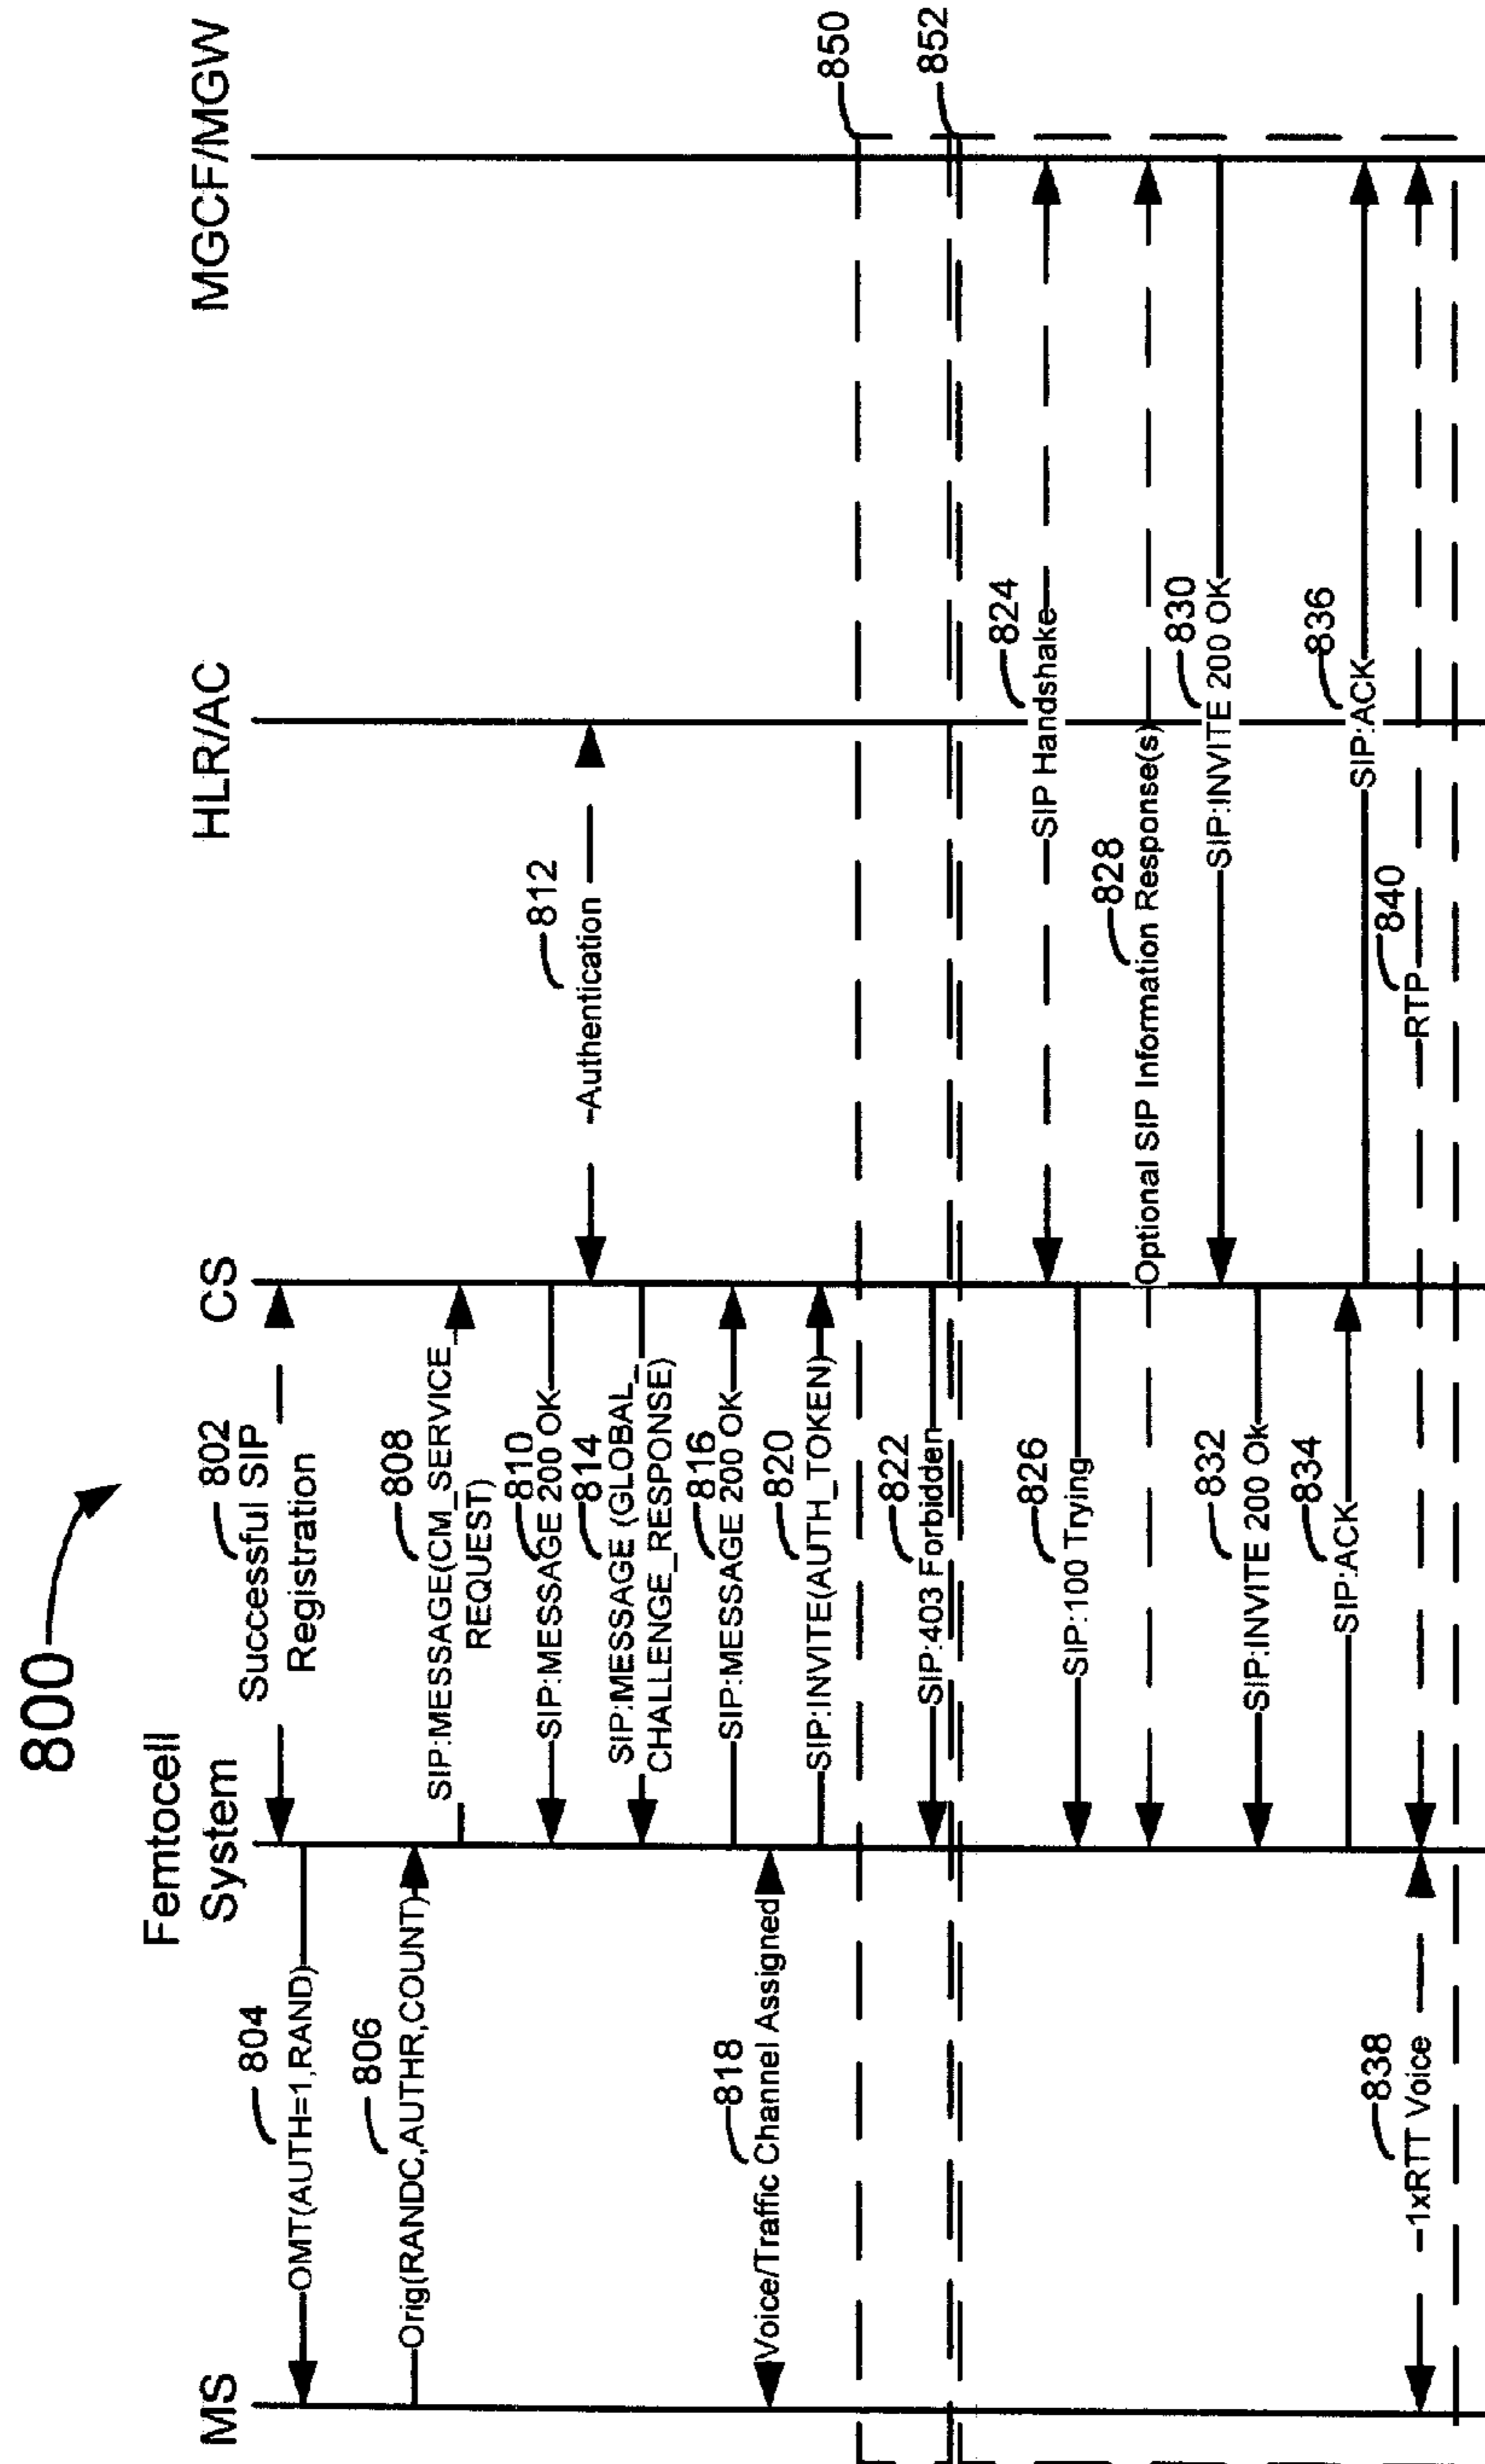 800
MS
Femtocell
System
CS
HLR/AC
MGCF/MGW
802
Successful SIP
Registration
804
OMT(AUTH=1,RAND)
806
Orig(RANDC,AUTHR,COUNT)
808
SIP:MESSAGE(CM_SERVICE_
REQUEST)
810
SIP:MESSAGE 200 OK
812
Authentication
814
SIP:MESSAGE (GLOBAL_
CHALLENGE_RESPONSE)
816
SIP:MESSAGE 200 OK
818
Voice/Traffic Channel Assigned
820
SIP:INVITE(AUTH_TOKEN)
850
822
SIP:403 Forbidden
852
824
SIP Handshake
826
SIP:100 Trying
828
Optional SIP Information Response(s)
830
SIP:INVITE 200 OK
832
SIP:INVITE 200 Ok
834
SIP:ACK
836
SIP:ACK
838
1xRTT Voice
840
RTP